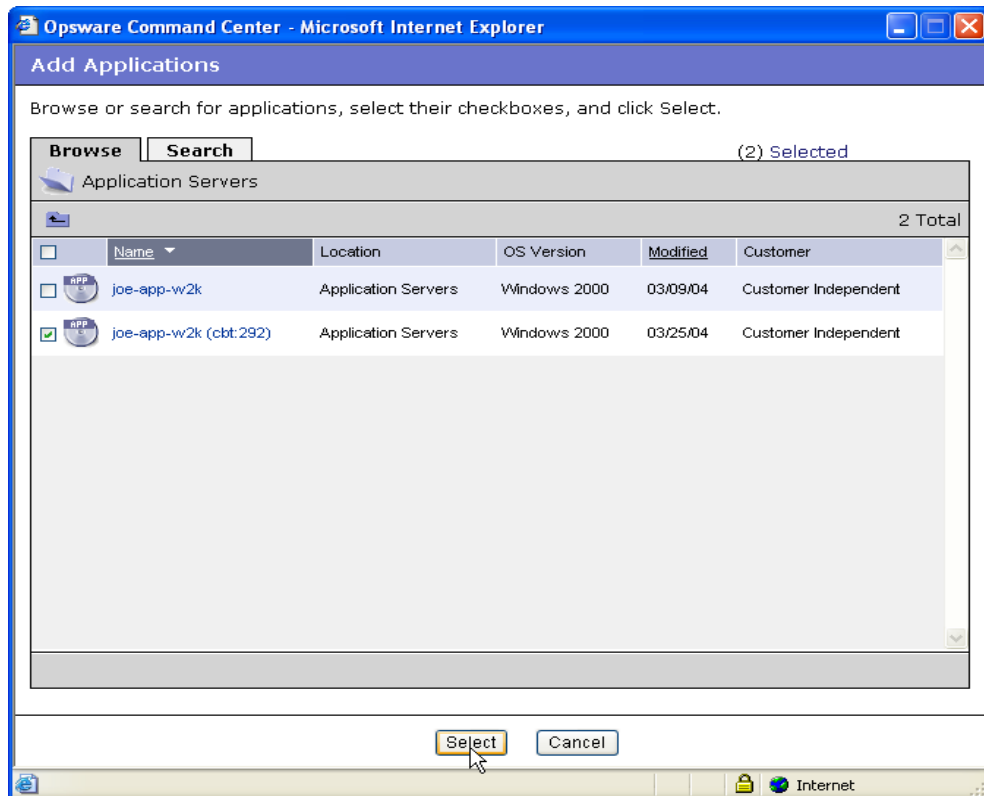 Opsware Command Center - Microsoft Internet Explorer
Add Applications
Browse or search for applications, select their checkboxes, and click Select.
Browse Search (2) Selected
Application Servers
2 Total
Name Location OS Version Modified Customer
APP joe-app-w2k Application Servers Windows 2000 03/09/04 Customer Independent
APP joe-app-w2k (cbt:292) Application Servers Windows 2000 03/25/04 Customer Independent
Select Cancel
Internet